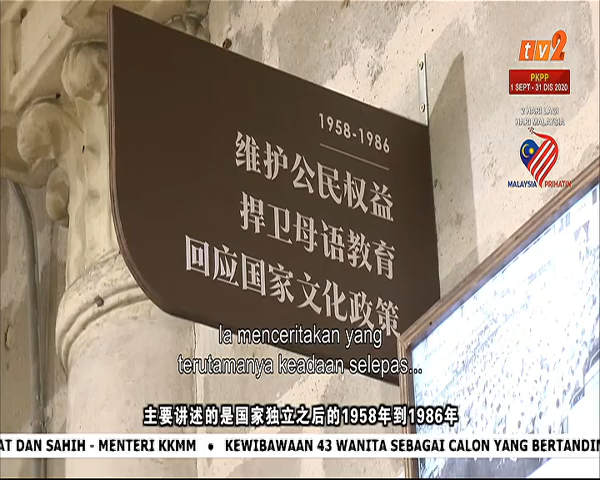 tv2
PKPP
1 SEPT - 31 DIS 2020
2 HARI LAGI
HARI MALAYSIA
MALAYSIA PRIHATIN
1958-1986
维护公民权益
捍卫母语教育
回应国家文化政策
Ia menceritakan yang
terutamanya keadaan selepas...
主要讲述的是国家独立之后的1958年到1986年
AT DAN SAHIH - MENTERI KKMM • KEWIBAWAAN 43 WANITA SEBAGAI CALON YANG BERTANDIN